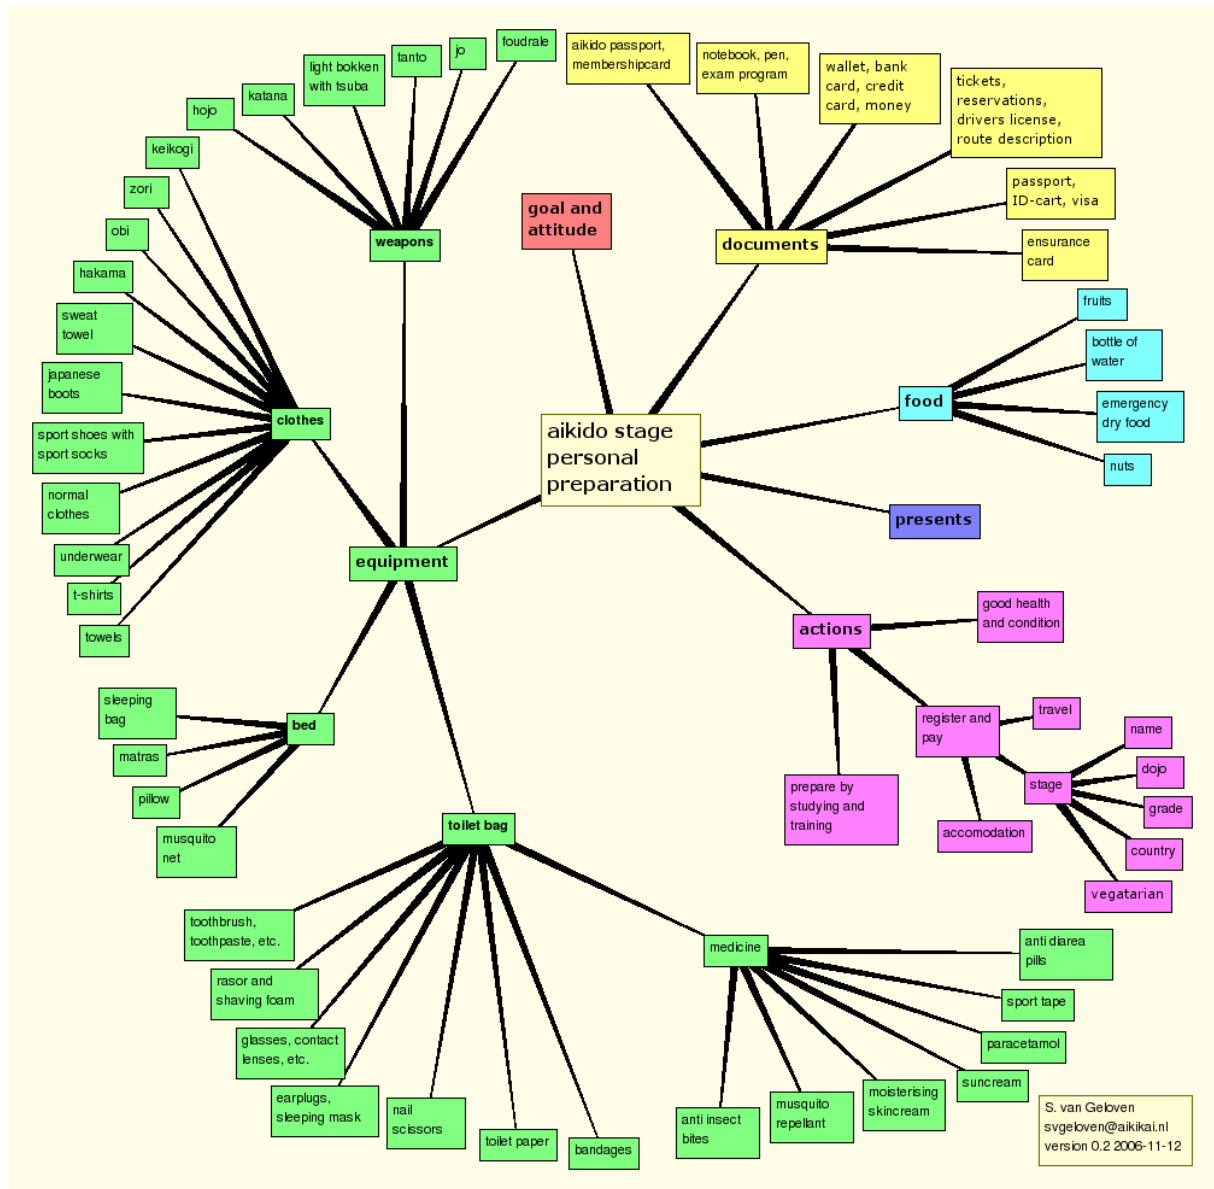 foudrale
jo
tanto
light bokken
with tsuba
katana
hojo
weapons
keikogi
zori
obi
hakama
sweat
towel
japanese
boots
sport shoes with
sport socks
normal
clothes
underwear
t-shirts
towels
clothes
equipment
aikido stage
personal
preparation
goal and
attitude
aikido passport,
membershipcard
notebook, pen,
exam program
wallet, bank
card, credit
card, money
tickets,
reservations,
drivers license,
route description
passport,
ID-cart, visa
ensurance
card
documents
fruits
bottle of
water
emergency
dry food
nuts
food
presents
actions
good health
and condition
register and
pay
travel
stage
name
dojo
grade
country
vegatarian
accomodation
prepare by
studying and
training
bed
sleeping
bag
matras
pillow
musquito
net
toilet bag
toothbrush,
toothpaste, etc.
rasor and
shaving foam
glasses, contact
lenses, etc.
earplugs,
sleeping mask
nail
scissors
toilet paper
bandages
medicine
anti diarea
pills
sport tape
paracetamol
suncream
moisterising
skincream
musquito
repellant
anti insect
bites
S. van Geloven
svgeloven@aikikai.nl
version 0.2 2006-11-12